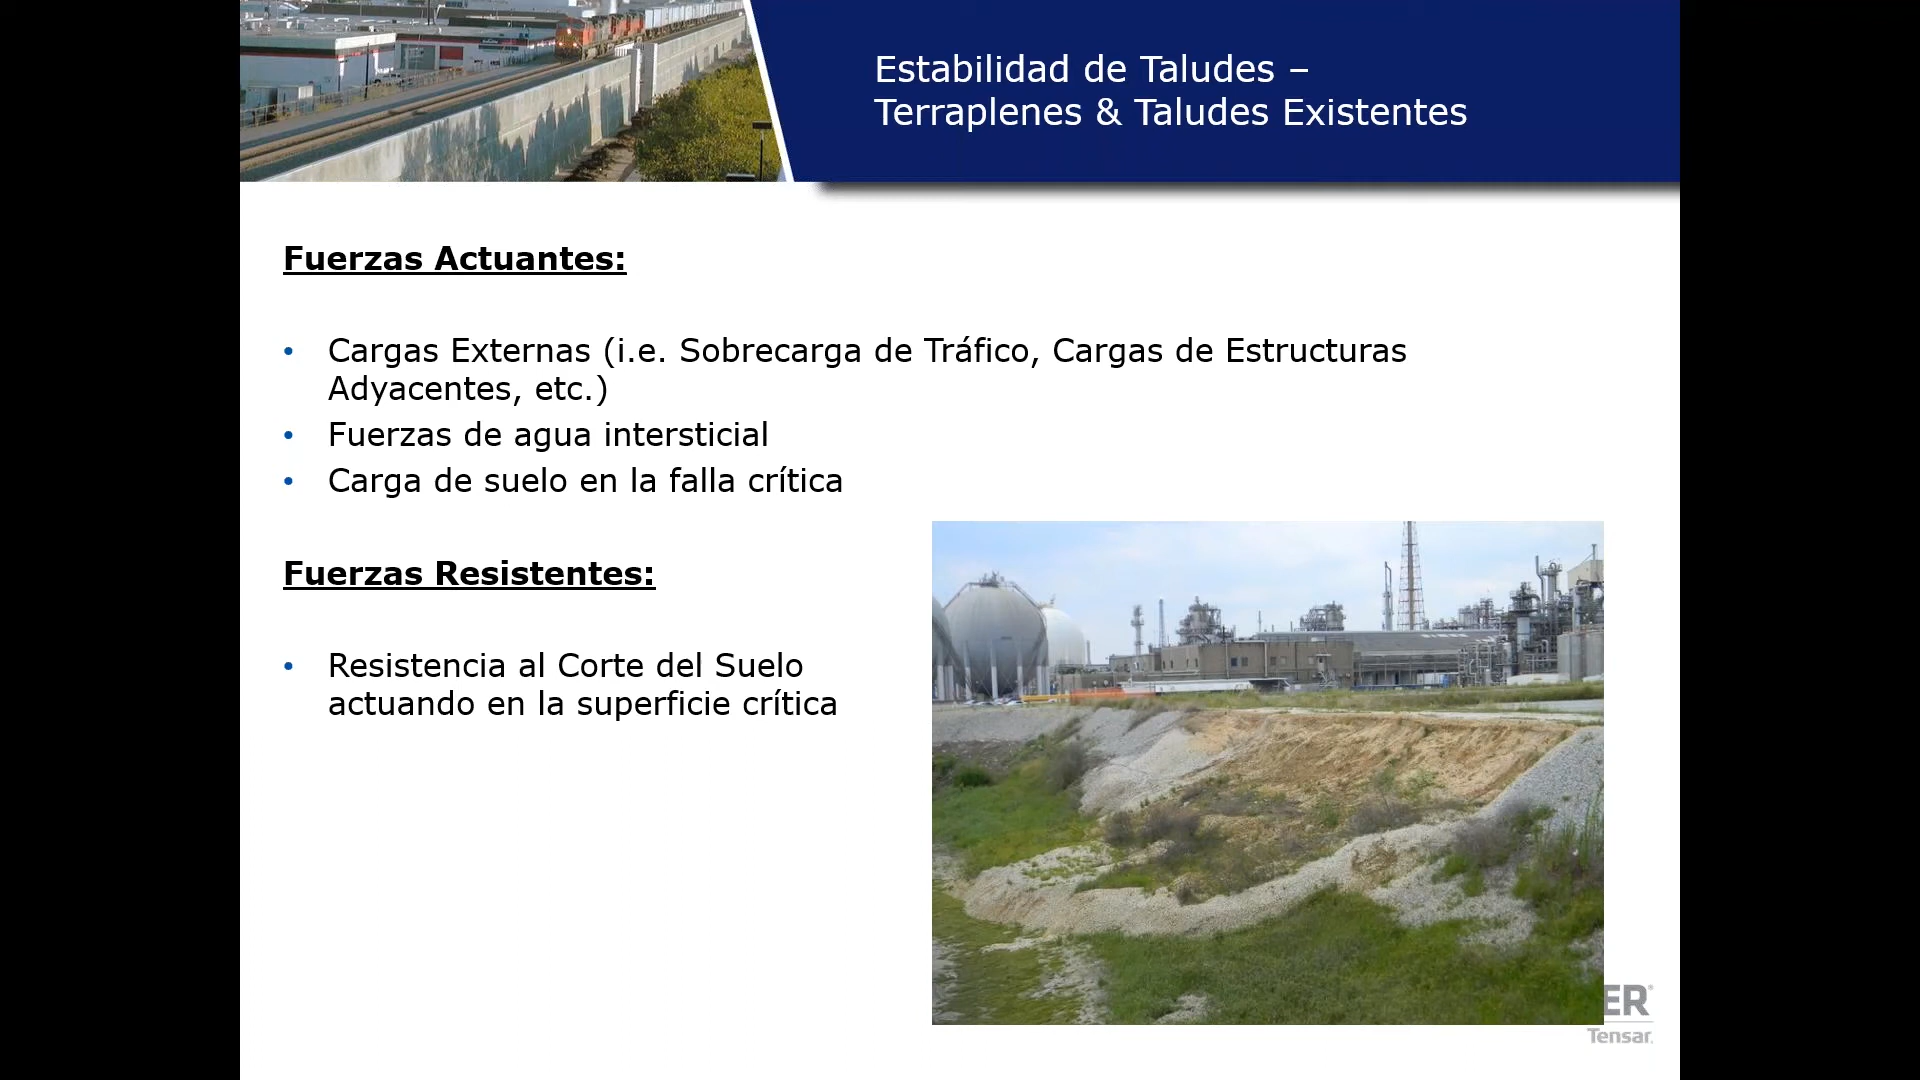 Estabilidad de Taludes –
Terraplenes & Taludes Existentes
Fuerzas Actuantes:
• Cargas Externas (i.e. Sobrecarga de Tráfico, Cargas de Estructuras
Adyacentes, etc.)
• Fuerzas de agua intersticial
• Carga de suelo en la falla crítica
Fuerzas Resistentes:
• Resistencia al Corte del Suelo
actuando en la superficie crítica
ER®
Tensar.